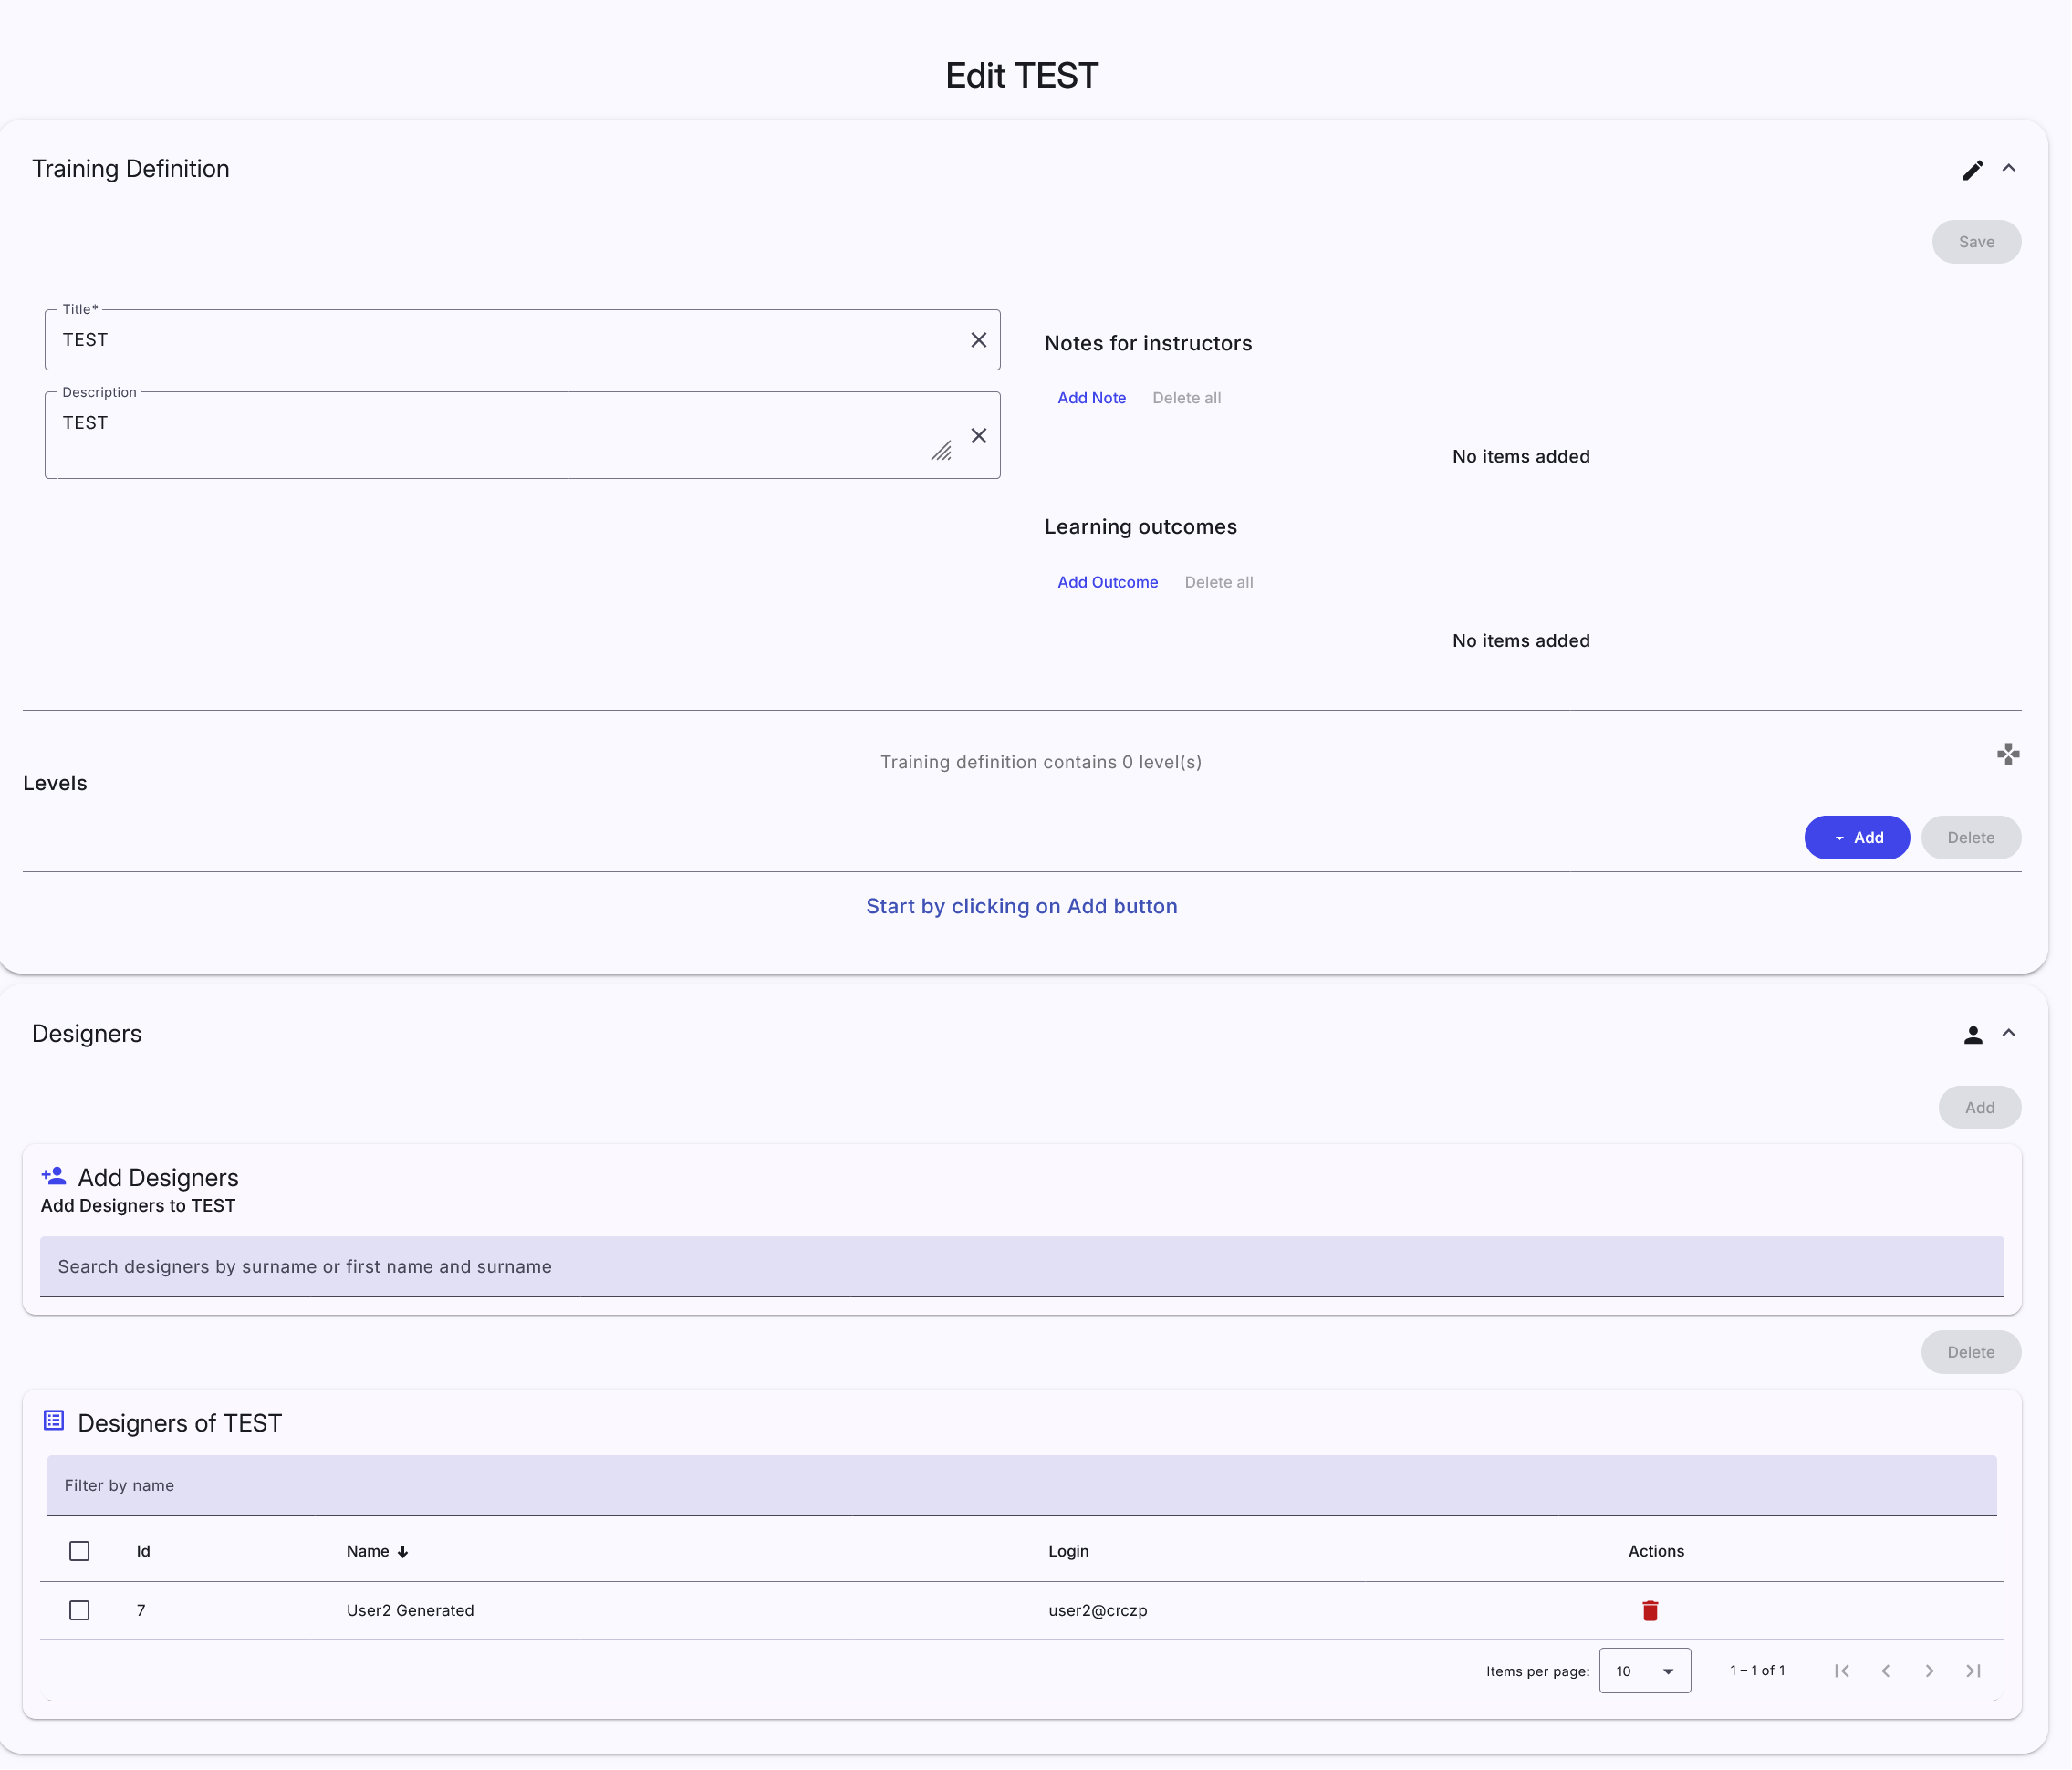 Edit TEST
Training Definition
Save
Title*
TEST
Description
TEST
Notes for instructors
Add Note Delete all
No items added
Learning outcomes
Add Outcome Delete all
No items added
Training definition contains 0 level(s)
Levels
Add Delete
Start by clicking on Add button
Designers
Add
Add Designers
Add Designers to TEST
Search designers by surname or first name and surname
Delete
Designers of TEST
Filter by name
Id Name Login Actions
7 User2 Generated user2@crczp
Items per page: 10 1 – 1 of 1